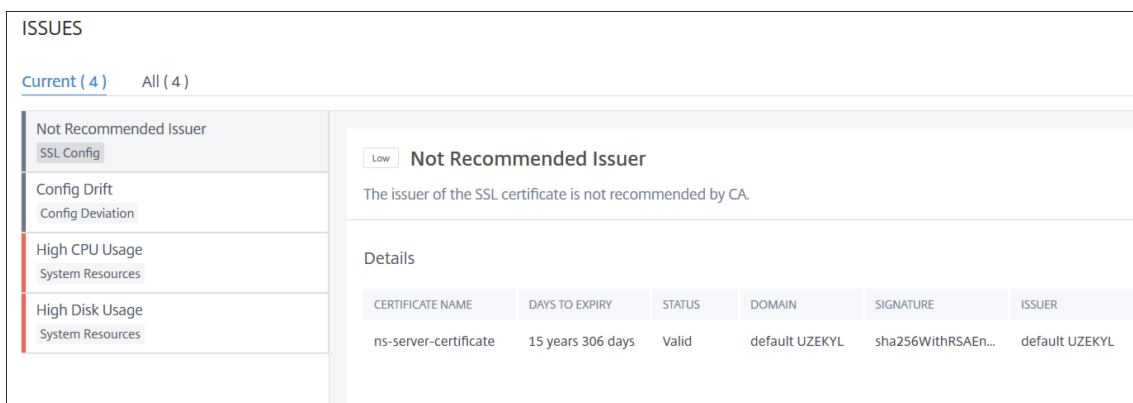 ISSUES
Current ( 4 ) All ( 4 )
Not Recommended Issuer
SSL Config
Config Drift
Config Deviation
High CPU Usage
System Resources
High Disk Usage
System Resources
Low Not Recommended Issuer
The issuer of the SSL certificate is not recommended by CA.
Details
CERTIFICATE NAME DAYS TO EXPIRY STATUS DOMAIN SIGNATURE ISSUER
ns-server-certificate 15 years 306 days Valid default UZEKYL sha256WithRSAEn... default UZEKYL